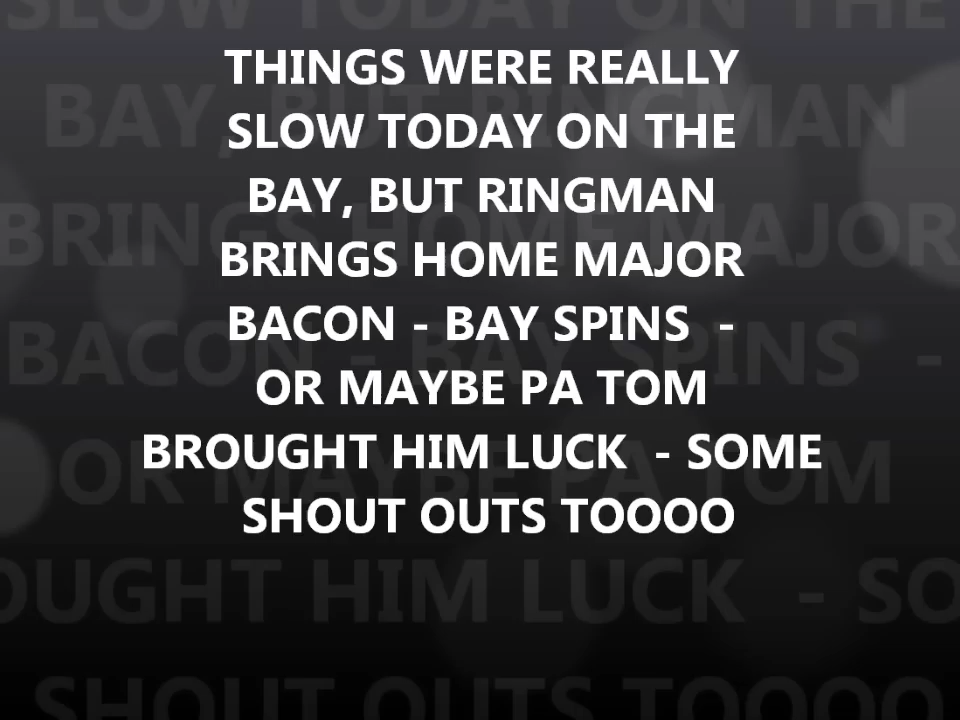 THINGS WERE REALLY
SLOW TODAY ON THE
BAY, BUT RINGMAN
BRINGS HOME MAJOR
BACON - BAY SPINS  -
OR MAYBE PA TOM
BROUGHT HIM LUCK  - SOME
SHOUT OUTS TOOOO